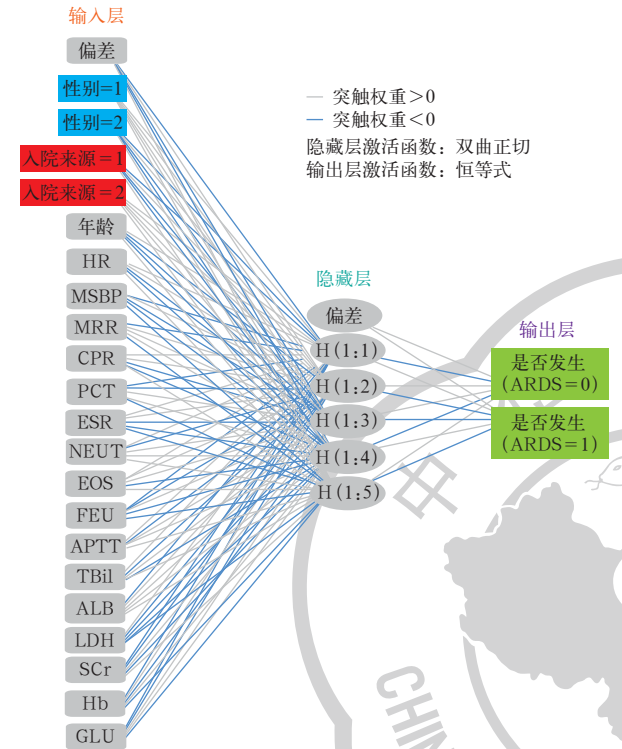 输入层
偏差
性别=1
性别=2
入院来源=1
入院来源=2
年龄
HR
MSBP
MRR
CPR
PCT
ESR
NEUT
EOS
FEU
APTT
TBil
ALB
LDH
SCr
Hb
GLU
突触权重>0
突触权重<0
隐藏层激活函数：双曲正切
输出层激活函数：恒等式
隐藏层
偏差
H(1:1)
H(1:2)
H(1:3)
H(1:4)
H(1:5)
输出层
是否发生
(ARDS=0)
是否发生
(ARDS=1)
中
CHIN